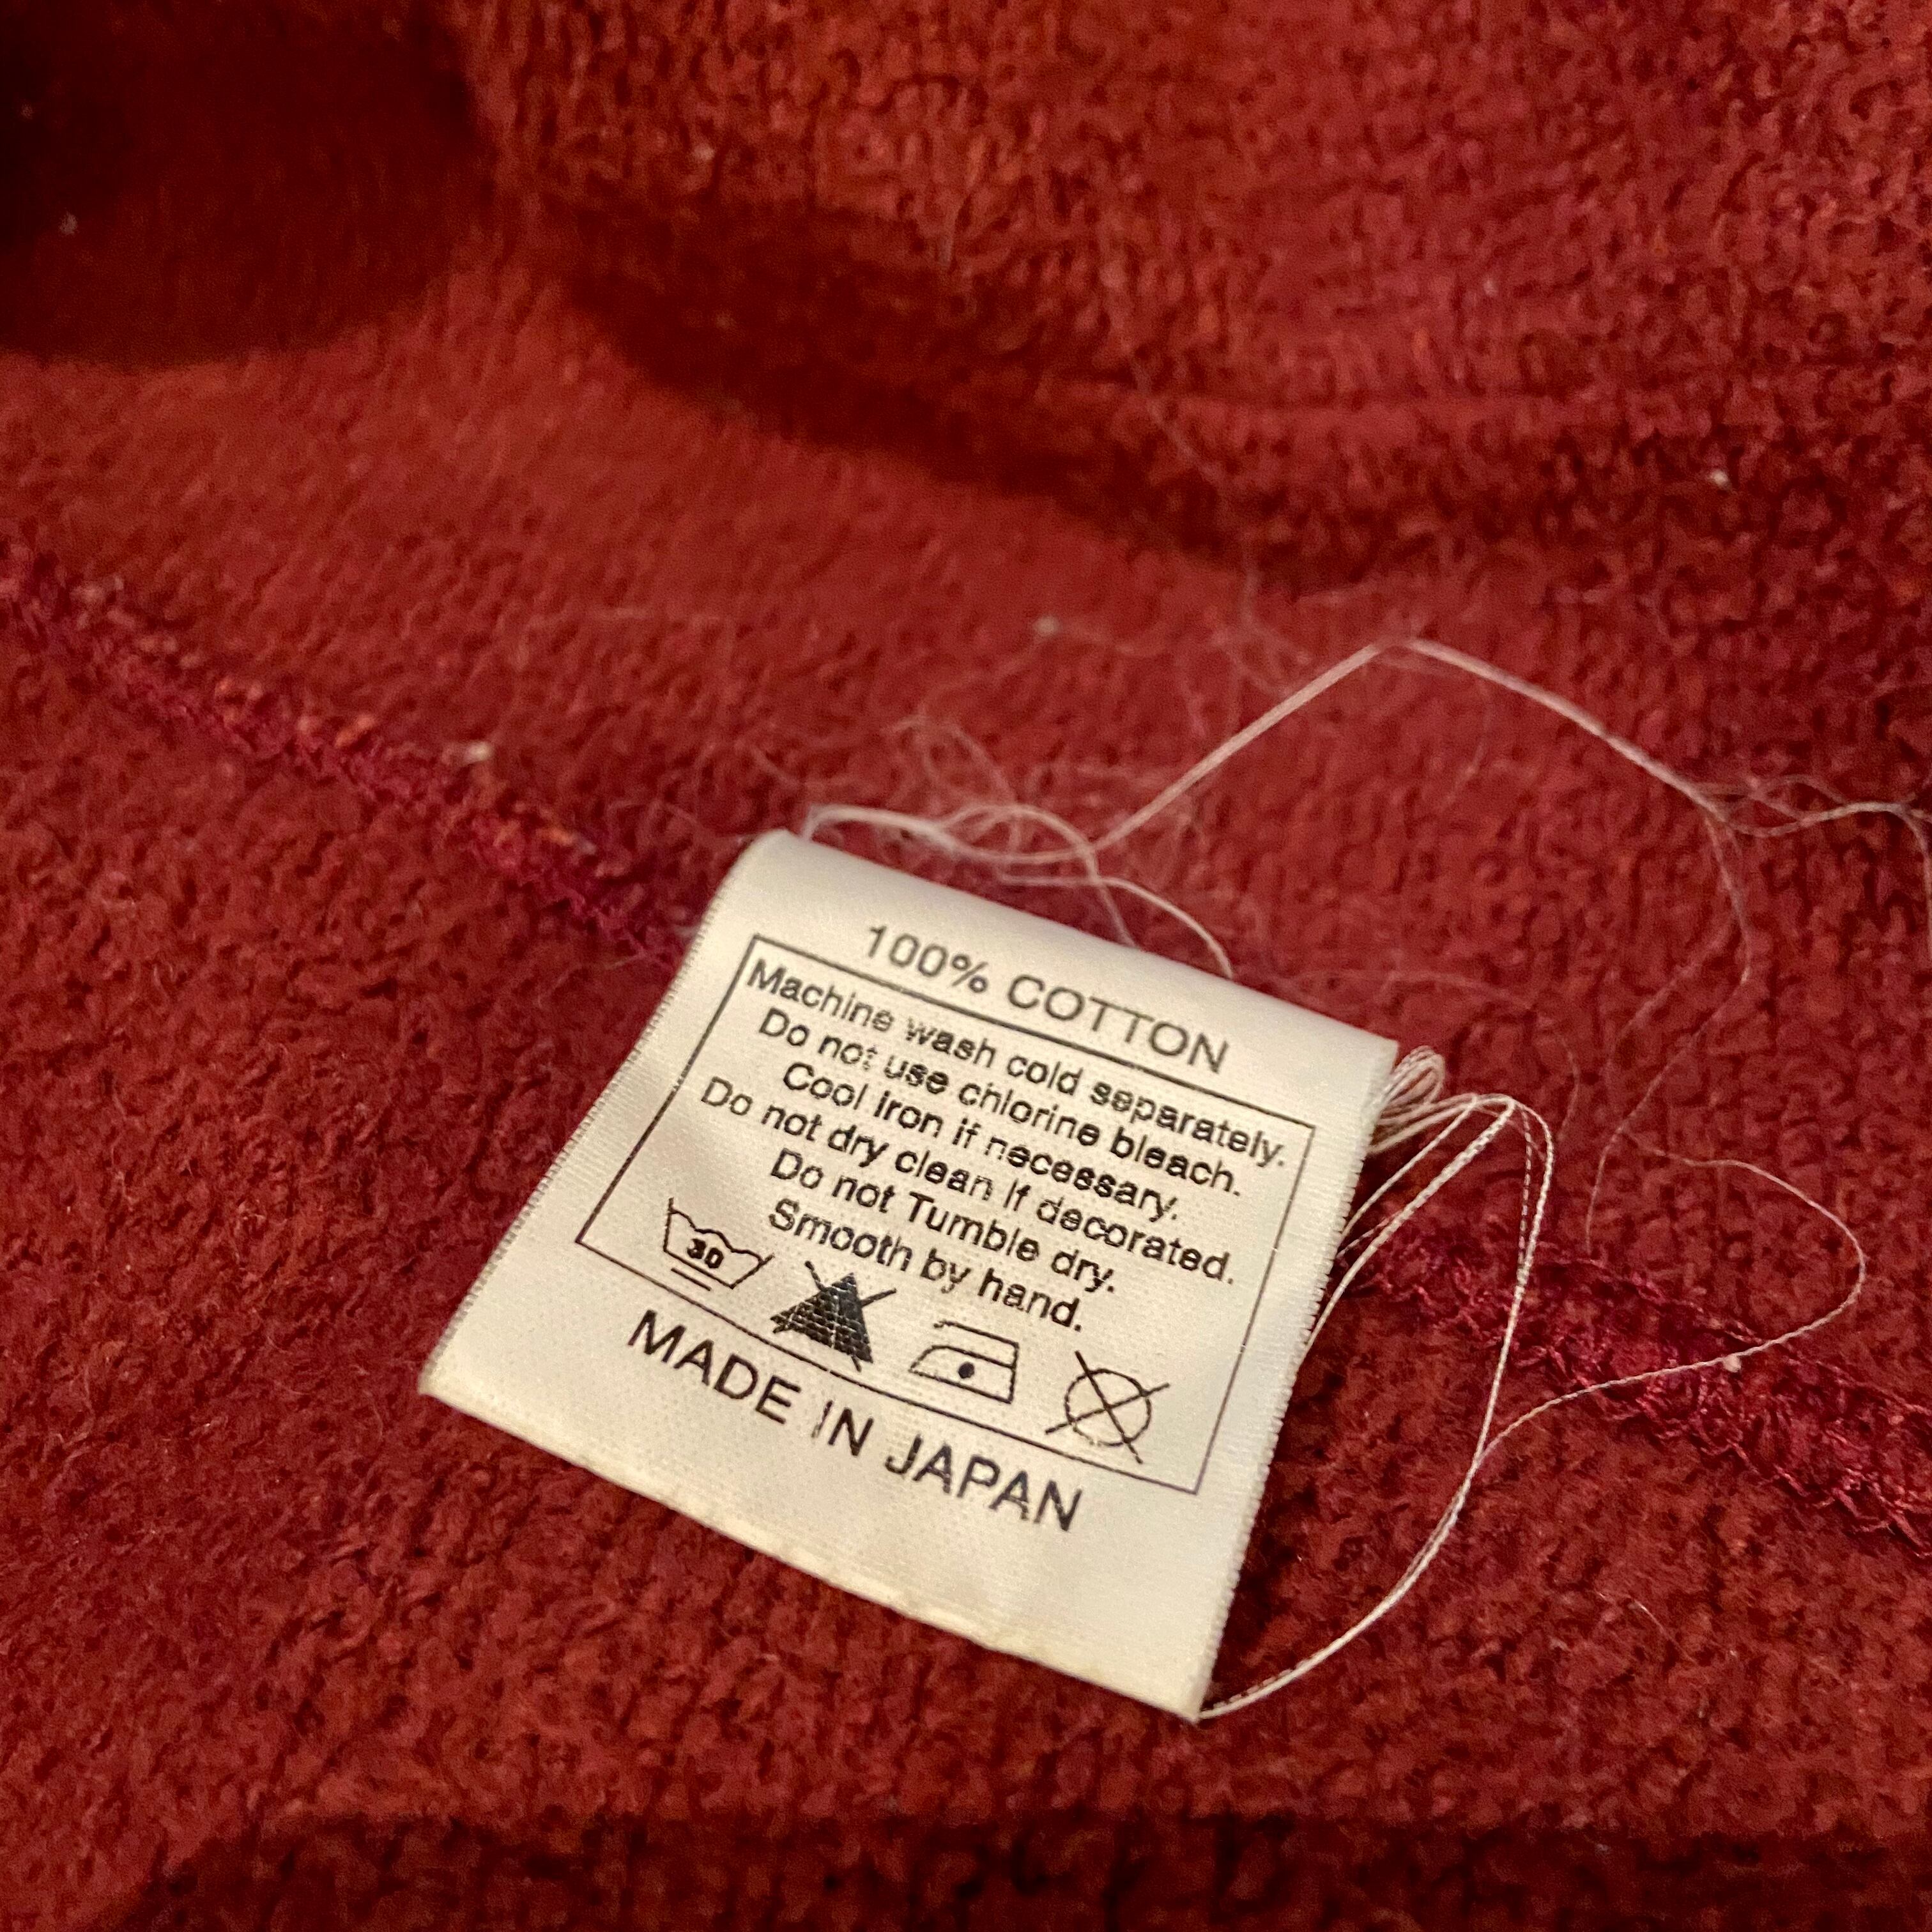 100% COTTON
Machine wash cold separately.
Do not use chlorine bleach.
Cool iron if necessary.
Do not dry clean if decorated.
Do not Tumble dry.
Smooth by hand.
30
MADE IN JAPAN